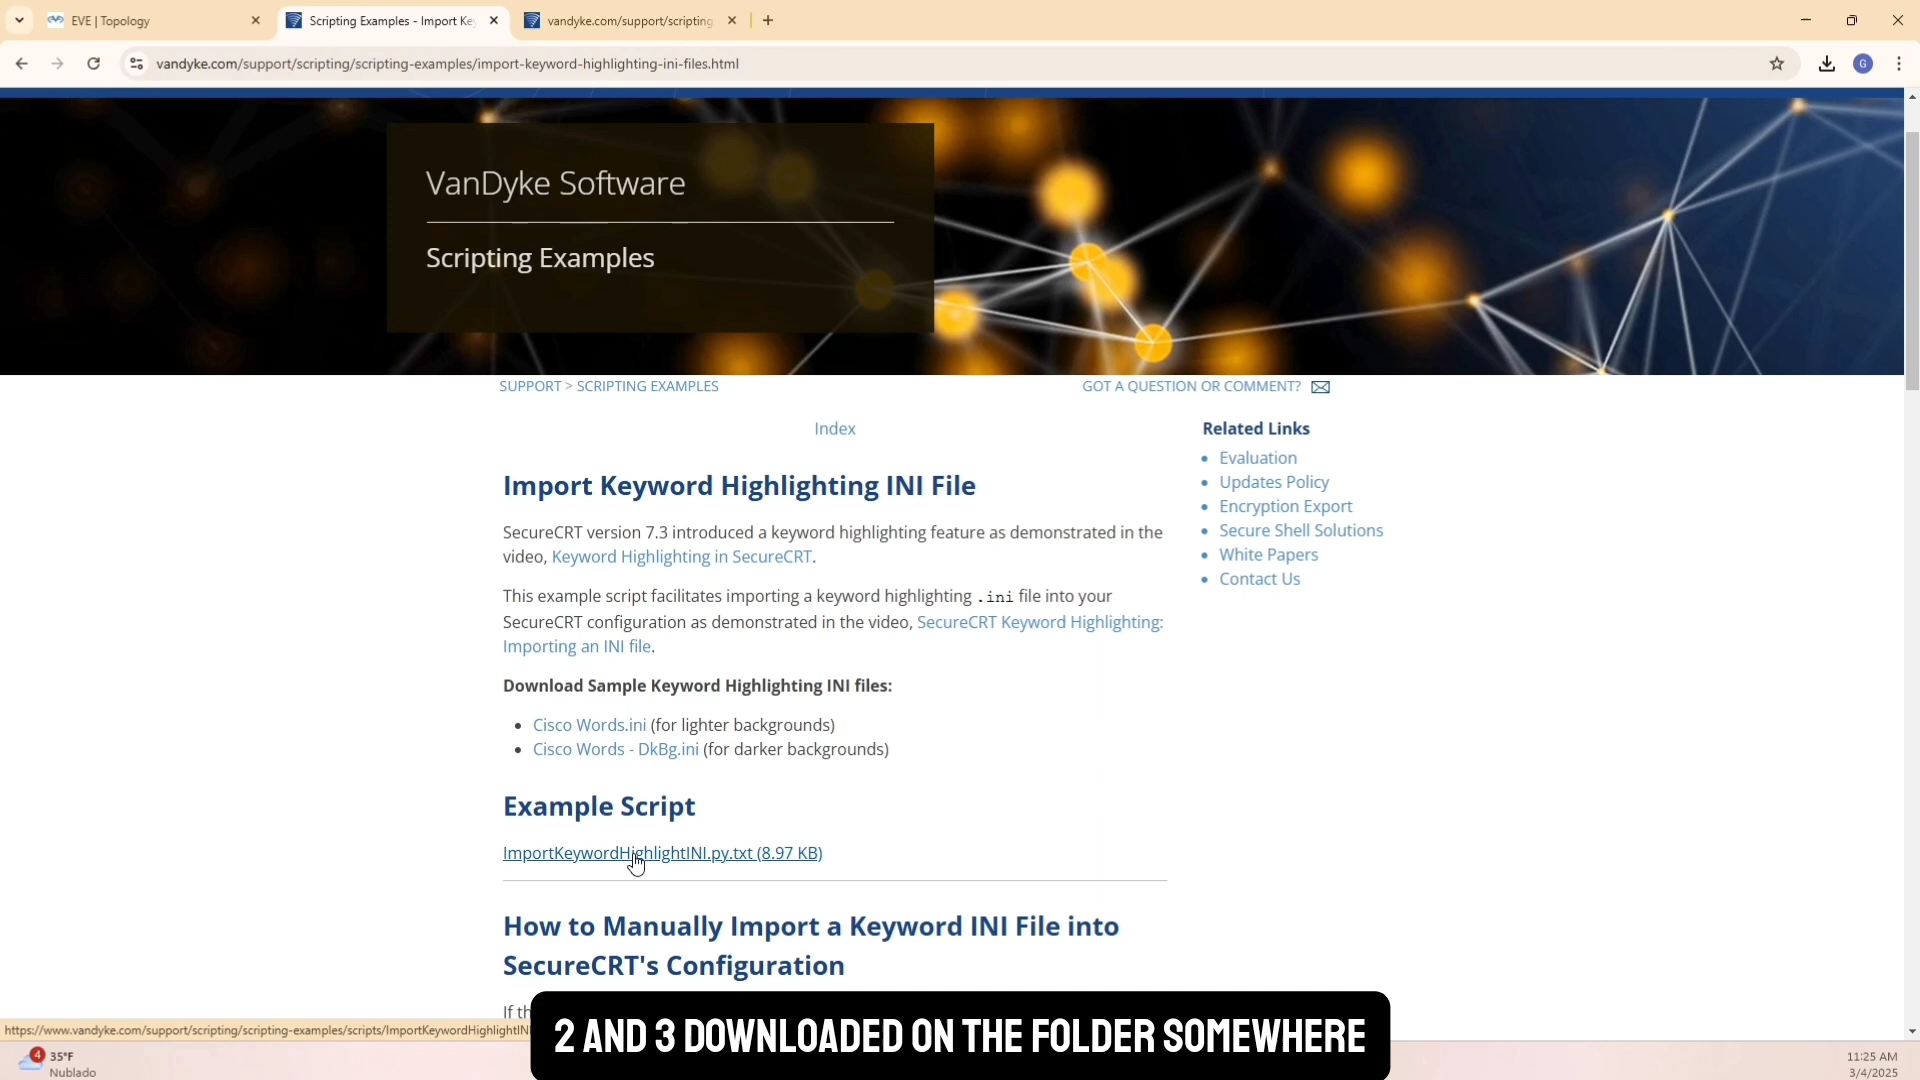 EVE | Topology
Scripting Examples - Import Ke
vandyke.com/support/scripting
vandyke.com/support/scripting/scripting-examples/import-keyword-highlighting-ini-files.html
G
VanDyke Software
Scripting Examples
SUPPORT > SCRIPTING EXAMPLES
GOT A QUESTION OR COMMENT?
Index
Import Keyword Highlighting INI File
SecureCRT version 7.3 introduced a keyword highlighting feature as demonstrated in the
video, Keyword Highlighting in SecureCRT.
This example script facilitates importing a keyword highlighting .ini file into your
SecureCRT configuration as demonstrated in the video, SecureCRT Keyword Highlighting:
Importing an INI file.
Download Sample Keyword Highlighting INI files:
• Cisco Words.ini (for lighter backgrounds)
• Cisco Words - DkBg.ini (for darker backgrounds)
Example Script
ImportKeywordHighlightINI.py.txt (8.97 KB)
How to Manually Import a Keyword INI File into
SecureCRT's Configuration
If th
Related Links
• Evaluation
• Updates Policy
• Encryption Export
• Secure Shell Solutions
• White Papers
• Contact Us
https://www.vandyke.com/support/scripting/scripting-examples/scripts/ImportKeywordHighlightIN
2 AND 3 DOWNLOADED ON THE FOLDER SOMEWHERE
4
35°F
Nublado
11:25 AM
3/4/2025